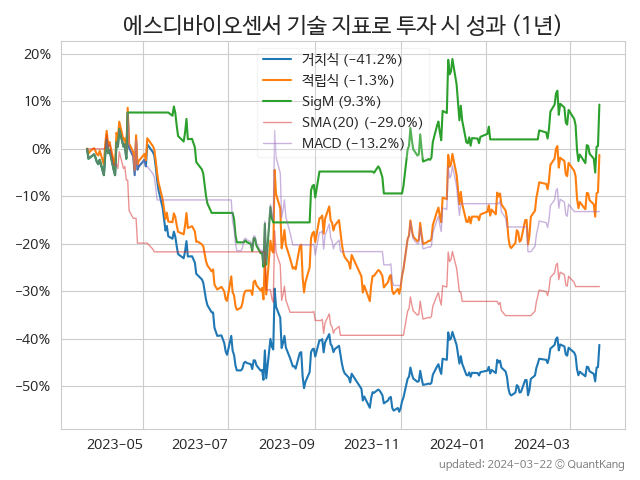 에스디바이오센서 기술 지표로 투자 시 성과 (1년)
거치식 (−41.2%)
적립식 (−1.3%)
SigM (9.3%)
SMA(20) (−29.0%)
MACD (−13.2%)
20%
10%
0%
−10%
−20%
−30%
−40%
−50%
2023−05
2023−07
2023−09
2023−11
2024−01
2024−03
updated: 2024−03−22 © QuantKang